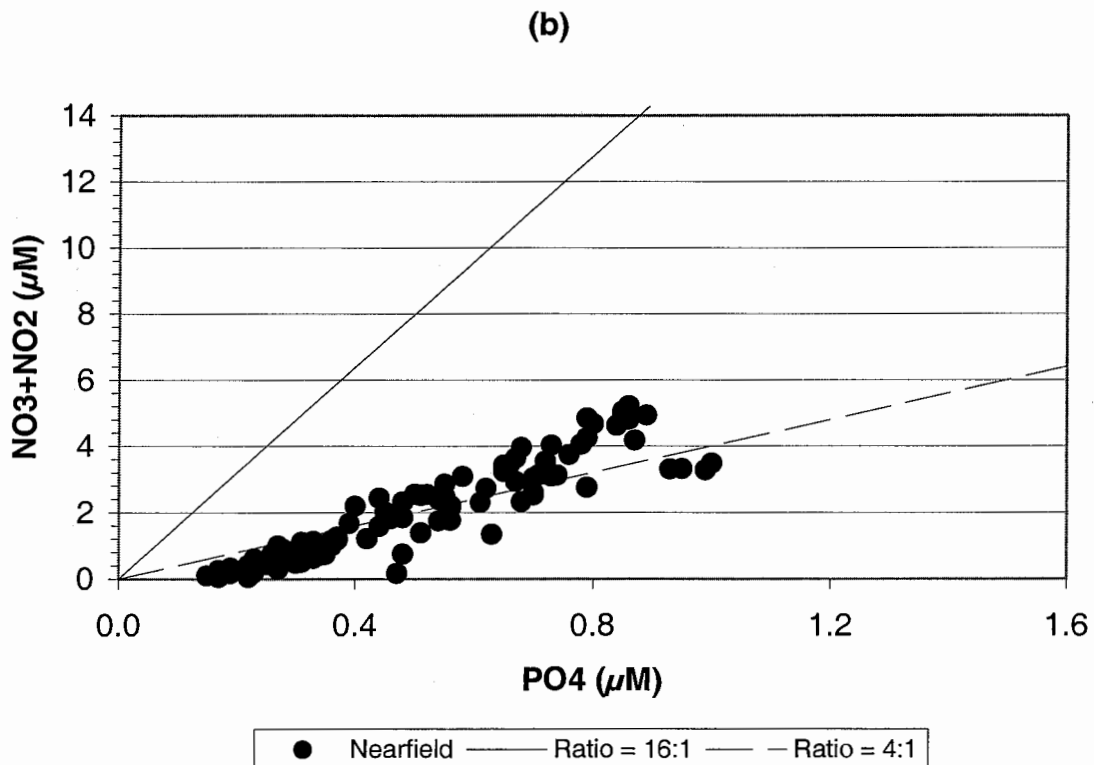 (b)
14
12
10
8
6
4
2
0
NO3+NO2 (µM)
0.0 0.4 0.8 1.2 1.6
PO4 (µM)
Nearfield Ratio = 16:1 Ratio = 4:1